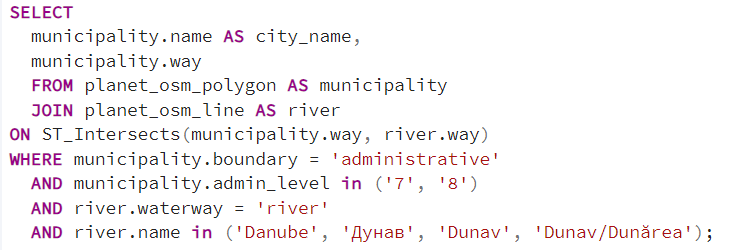 SELECT
municipality.name AS city_name,
municipality.way
FROM planet_osm_polygon AS municipality
JOIN planet_osm_line AS river
ON ST_Intersects(municipality.way, river.way)
WHERE municipality.boundary = 'administrative'
AND municipality.admin_level in ('7', '8')
AND river.waterway = 'river'
AND river.name in ('Danube', 'Дунав', 'Dunav', 'Dunav/Dunărea');